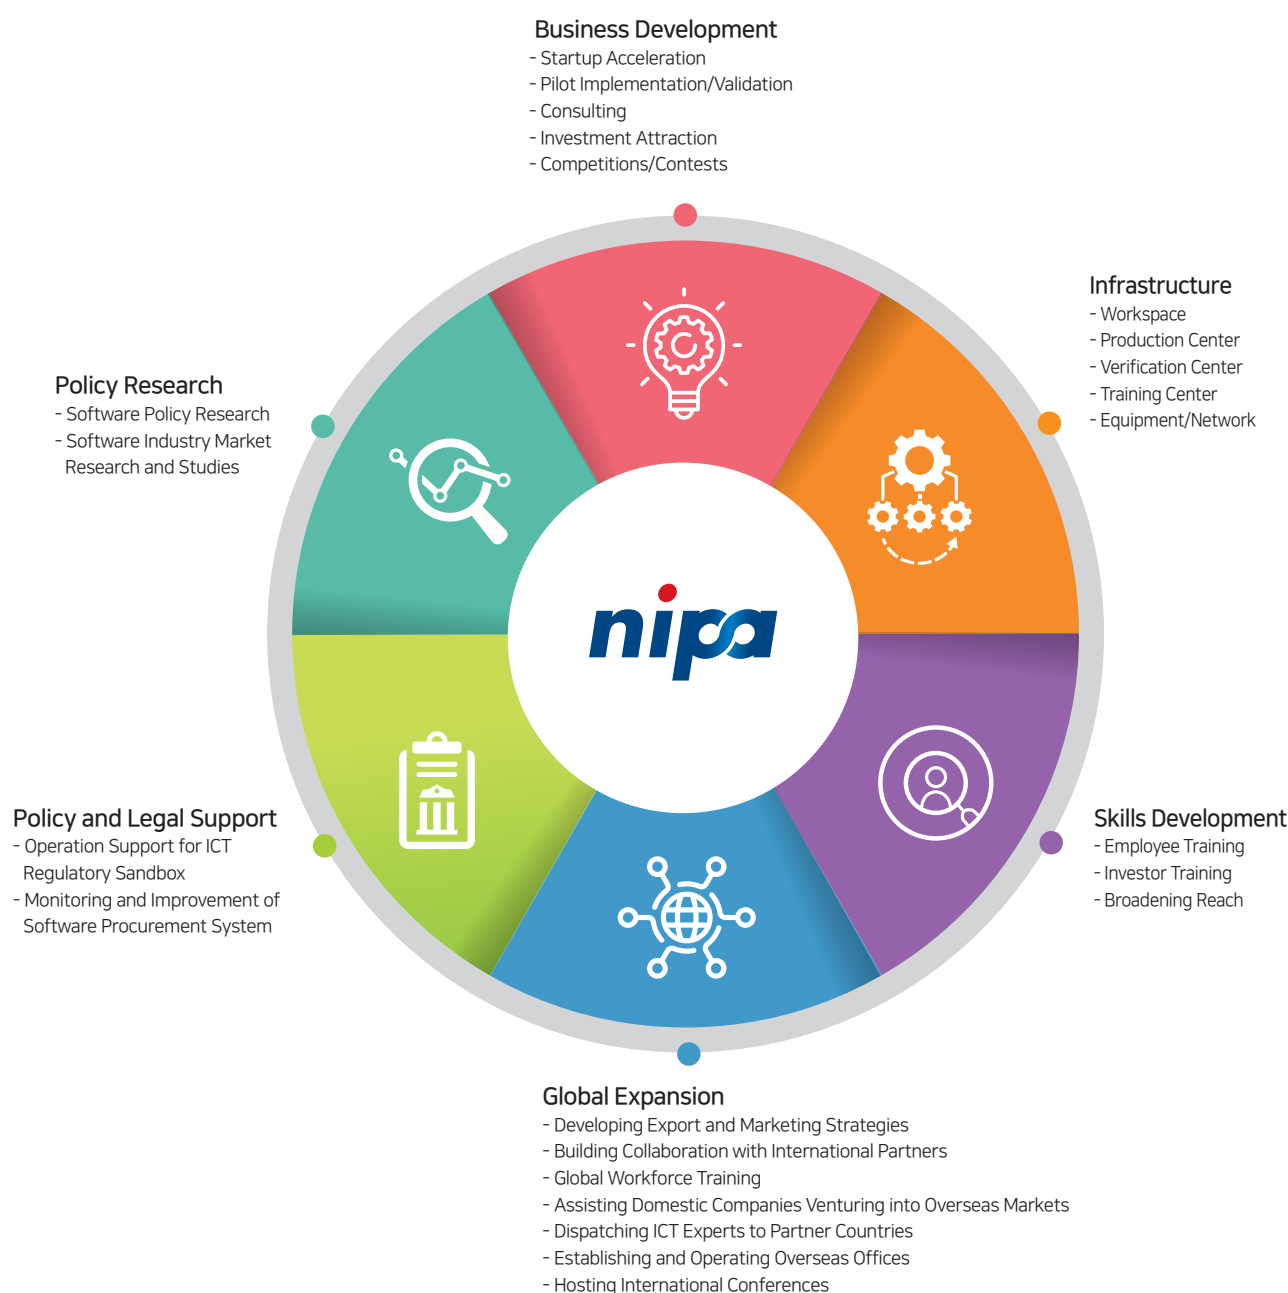 Business Development
- Startup Acceleration
- Pilot Implementation/Validation
- Consulting
- Investment Attraction
- Competitions/Contests
Infrastructure
- Workspace
- Production Center
- Verification Center
- Training Center
- Equipment/Network
Policy Research
- Software Policy Research
- Software Industry Market
Research and Studies
nipa
Policy and Legal Support
- Operation Support for ICT
Regulatory Sandbox
- Monitoring and Improvement of
Software Procurement System
Skills Development
- Employee Training
- Investor Training
- Broadening Reach
Global Expansion
- Developing Export and Marketing Strategies
- Building Collaboration with International Partners
- Global Workforce Training
- Assisting Domestic Companies Venturing into Overseas Markets
- Dispatching ICT Experts to Partner Countries
- Establishing and Operating Overseas Offices
- Hosting International Conferences